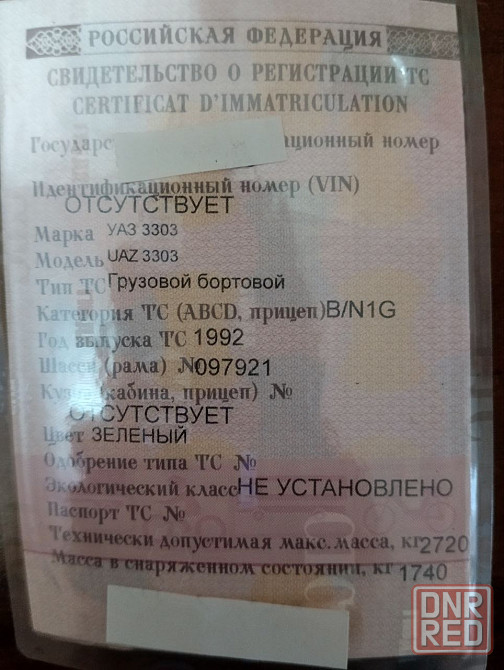 РОССИЙСКАЯ ФЕДЕРАЦИЯ
СВИДЕТЕЛЬСТВО О РЕГИСТРАЦИИ ТС
CERTIFICAT D'IMMATRICULATION
Государс ционный номер
Идентификационный номер (VIN)
ОТСУТСТВУЕТ
Марка УАЗ 3303
Модель UAZ 3303
Тип ТС Грузовой бортовой
Категория ТС (ABCD, прицеп) B/N1G
Год выпуска ТС 1992
Шасси (рама) № 097921
Кузов (кабина, прицеп) №
ОТСУТСТВУЕТ
Цвет ЗЕЛЕНЫЙ
Одобрение типа ТС №
Экологический класс НЕ УСТАНОВЛЕНО
Паспорт ТС №
Технически допустимая макс. масса, кг 2720
Масса в снаряженном состоянии, кг 1740
DNR
RED